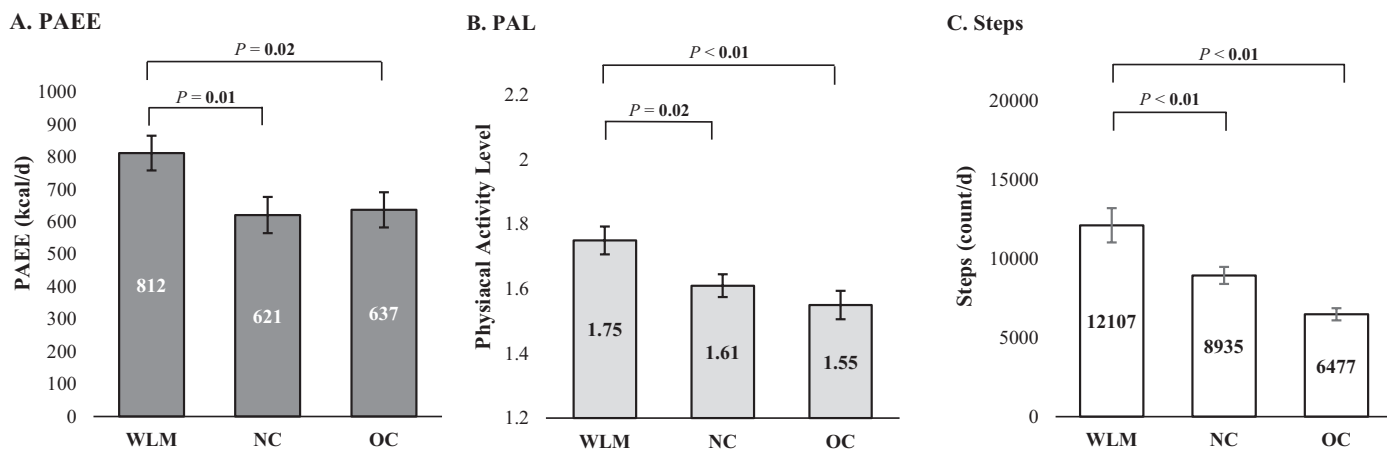 A. PAEE
P = 0.02
P = 0.01
PAEE (kcal/d)
1000
900
800
700
600
500
400
300
200
100
0
812
621
637
WLM NC OC
B. PAL
P < 0.01
P = 0.02
Physiacal Activity Level
2.2
2
1.8
1.6
1.4
1.2
1.75
1.61
1.55
WLM NC OC
C. Steps
P < 0.01
P < 0.01
Steps (count/d)
20000
15000
10000
5000
0
12107
8935
6477
WLM NC OC